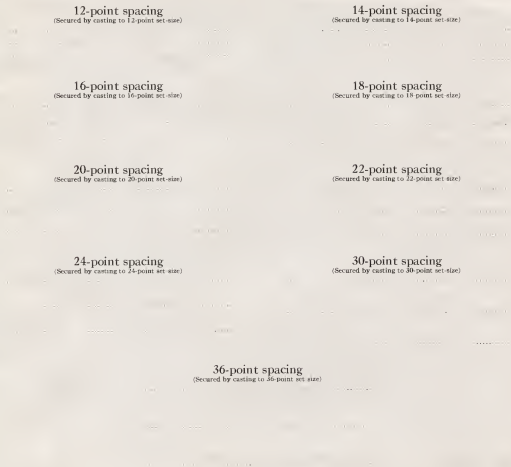 12-point spacing
(Secured by casting to 12-point set-size)
14-point spacing
(Secured by casting to 14-point set-size)
16-point spacing
(Secured by casting to 16-point set-size)
18-point spacing
(Secured by casting to 18-point set-size)
20-point spacing
(Secured by casting to 20-point set-size)
22-point spacing
(Secured by casting to 22-point set-size)
24-point spacing
(Secured by casting to 24-point set-size)
30-point spacing
(Secured by casting to 30-point set-size)
36-point spacing
(Secured by casting to 36-point set-size)